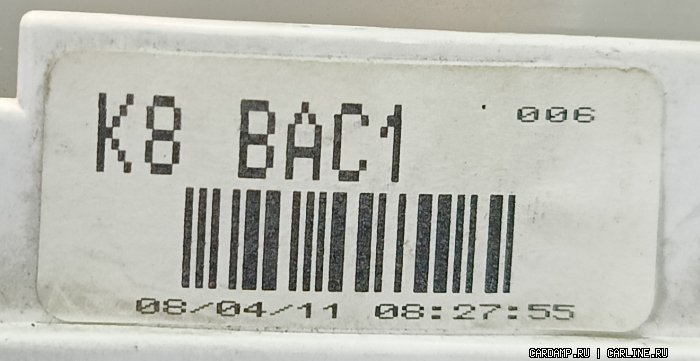 K8 BAC1 006
08/04/11 08:27:55
CARDAMP.RU | CARLINE.RU